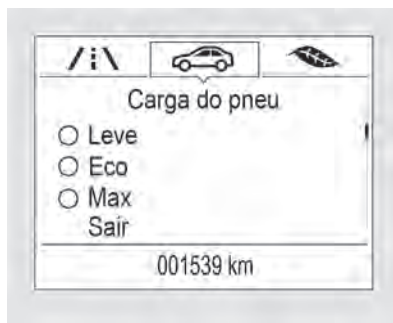 Carga do pneu
Leve
Eco
Max
Sair
001539 km